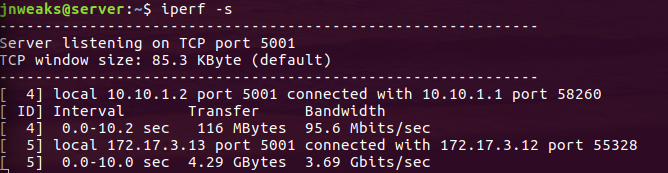 jnweaks@server:~$ iperf -s
------------------------------------------------------------
Server listening on TCP port 5001
TCP window size: 85.3 KByte (default)
------------------------------------------------------------
[  4] local 10.10.1.2 port 5001 connected with 10.10.1.1 port 58260
[ ID] Interval       Transfer     Bandwidth
[  4]  0.0-10.2 sec   116 MBytes  95.6 Mbits/sec
[  5] local 172.17.3.13 port 5001 connected with 172.17.3.12 port 55328
[  5]  0.0-10.0 sec  4.29 GBytes  3.69 Gbits/sec